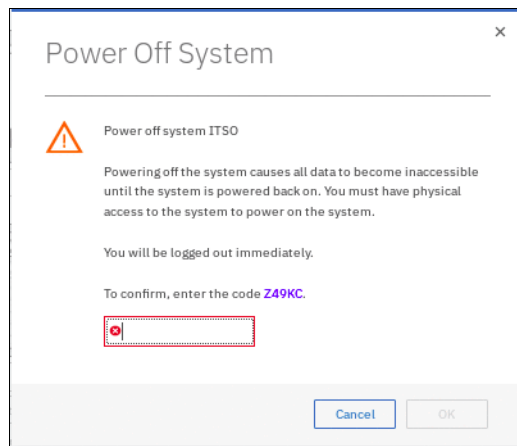 Power Off System
Power off system ITSO
Powering off the system causes all data to become inaccessible
until the system is powered back on. You must have physical
access to the system to power on the system.
You will be logged out immediately.
To confirm, enter the code Z49KC.
Cancel
OK